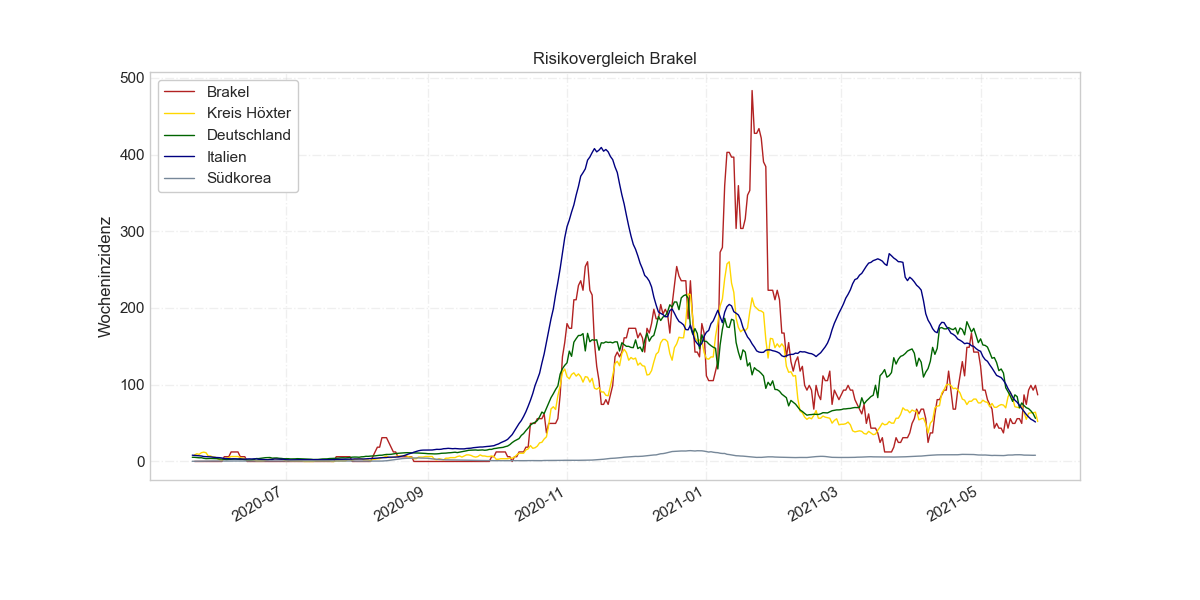 Risikovergleich Brakel
500
400
300
200
100
0
Wocheninzidenz
Brakel
Kreis Höxter
Deutschland
Italien
Südkorea
2020-07
2020-09
2020-11
2021-01
2021-03
2021-05